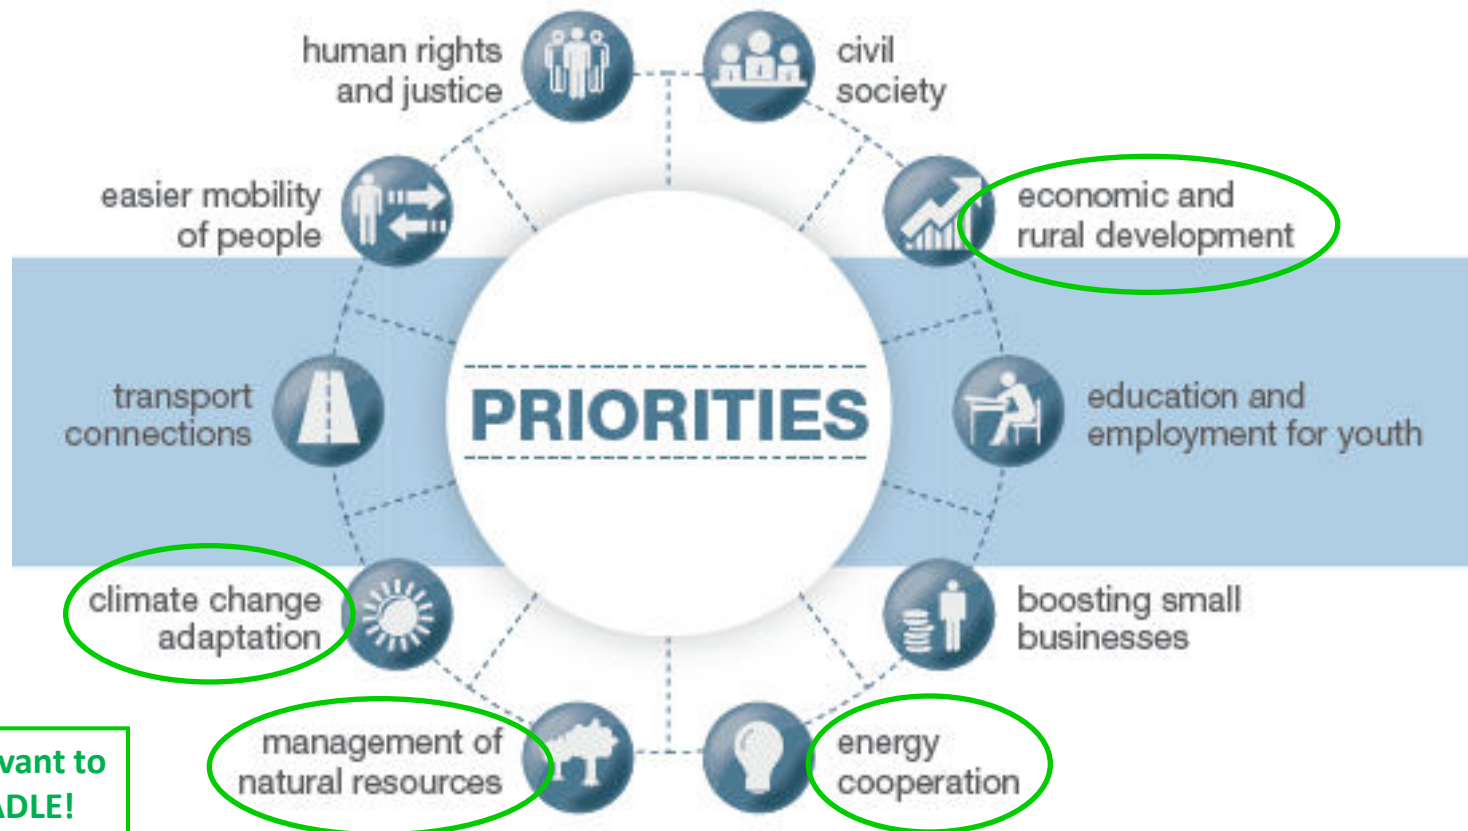 human rights
and justice
civil
society
easier mobility
of people
economic and
rural development
transport
connections
PRIORITIES
education and
employment for youth
climate change
adaptation
boosting small
businesses
management of
natural resources
energy
cooperation
to